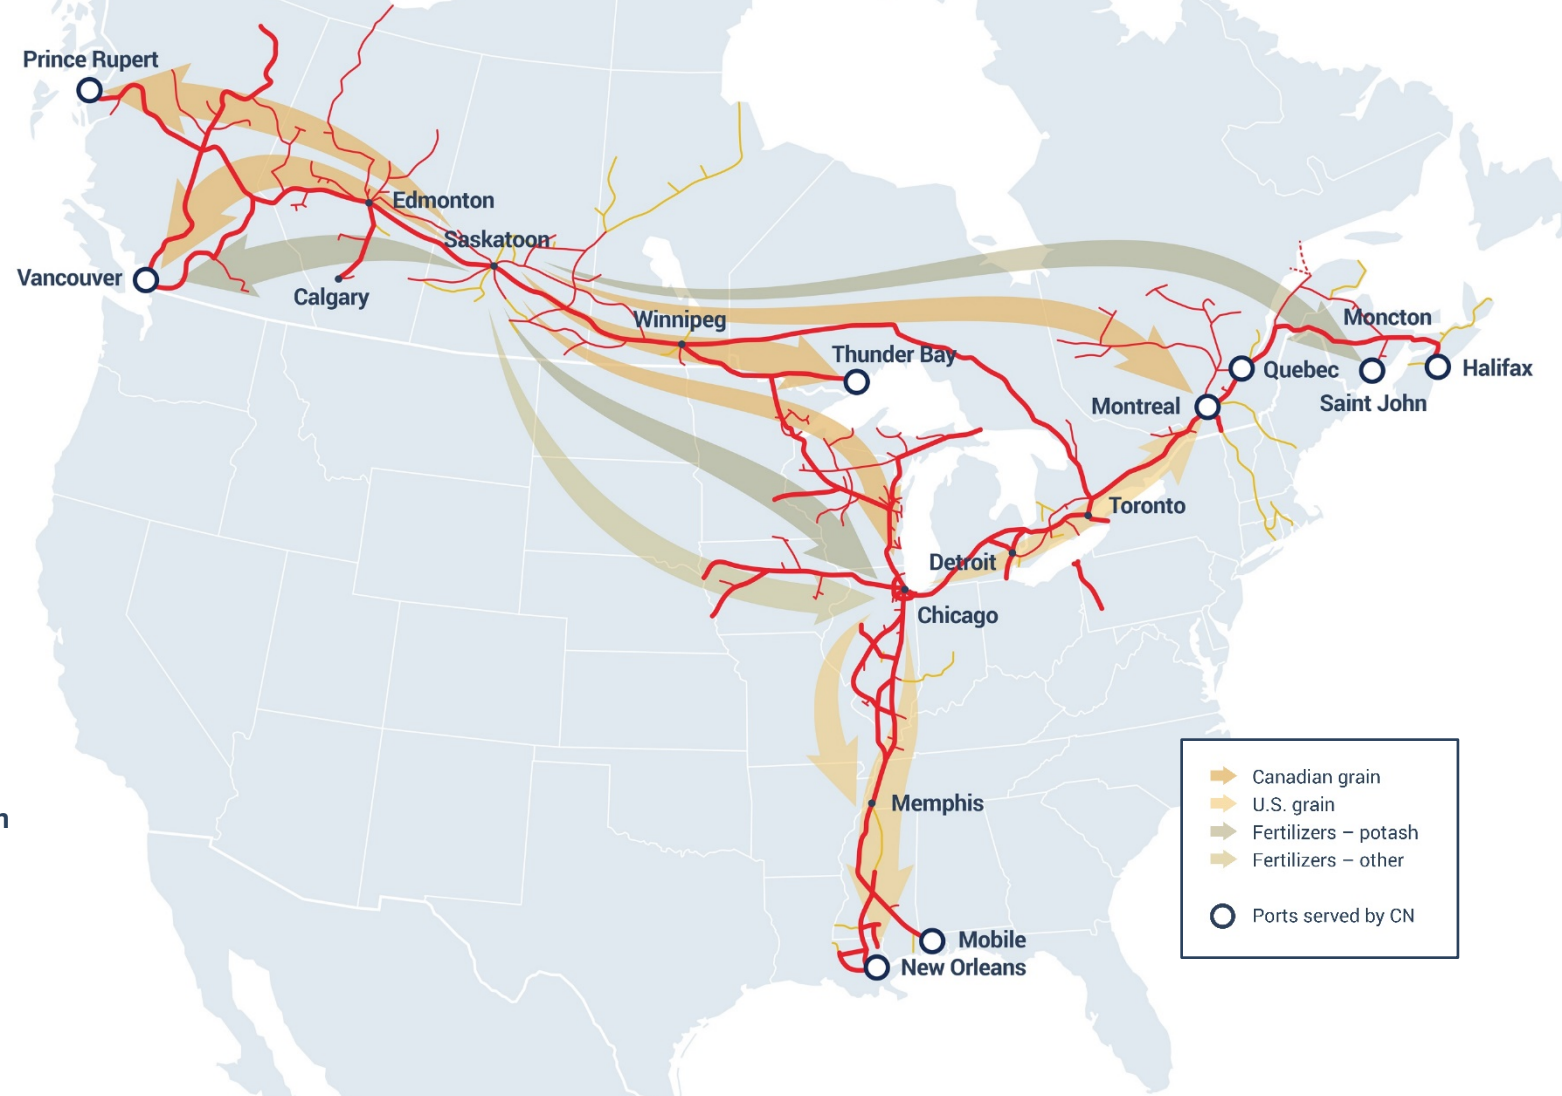 Prince Rupert
Edmonton
Saskatoon
Vancouver
Calgary
Winnipeg
Thunder Bay
Moncton
Quebec
Halifax
Saint John
Montreal
Toronto
Detroit
Chicago
Memphis
Mobile
New Orleans
n
Canadian grain
U.S. grain
Fertilizers – potash
Fertilizers – other
Ports served by CN